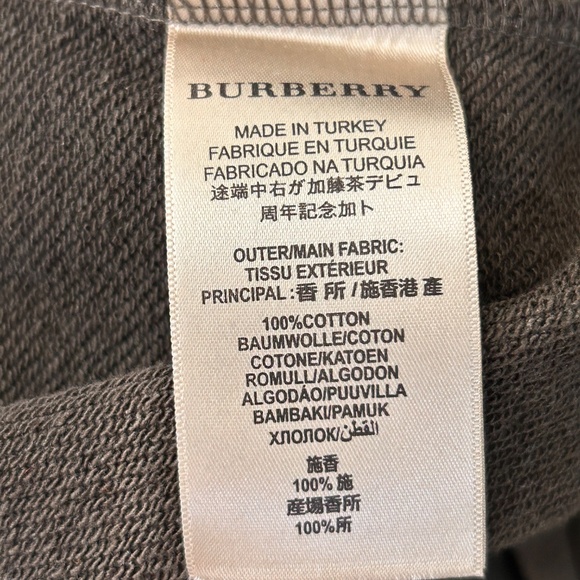 BURBERRY
MADE IN TURKEY
FABRIQUE EN TURQUIE
FABRICADO NA TURQUIA
途端中右が加藤茶デビュ
周年記念加ト
OUTER/MAIN FABRIC:
TISSU EXTÉRIEUR
PRINCIPAL:香 所/施香港產
100%COTTON
BAUMWOLLE/COTON
COTONE/KATOEN
ROMULL/ALGODON
ALGODÁO/PUUVILLA
BAMBAKI/PAMUK
ХЛОПОК/القطن
施香
100% 施
産場香所
100%所